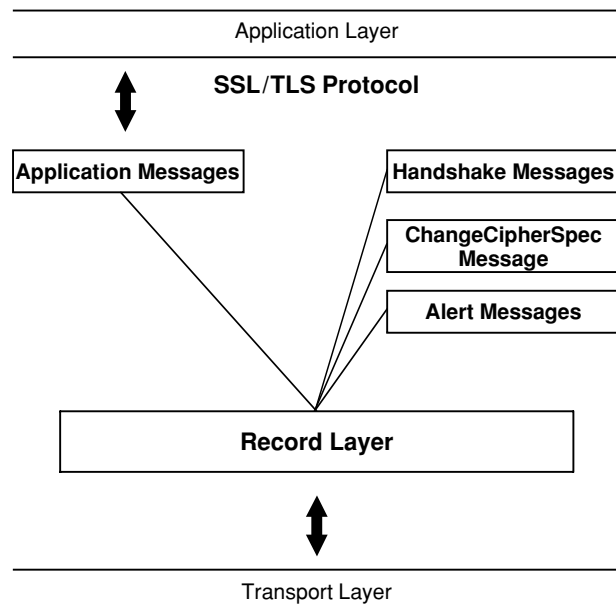 Application Layer
SSL/TLS Protocol
Application Messages
Handshake Messages
ChangeCipherSpec
Message
Alert Messages
Record Layer
Transport Layer